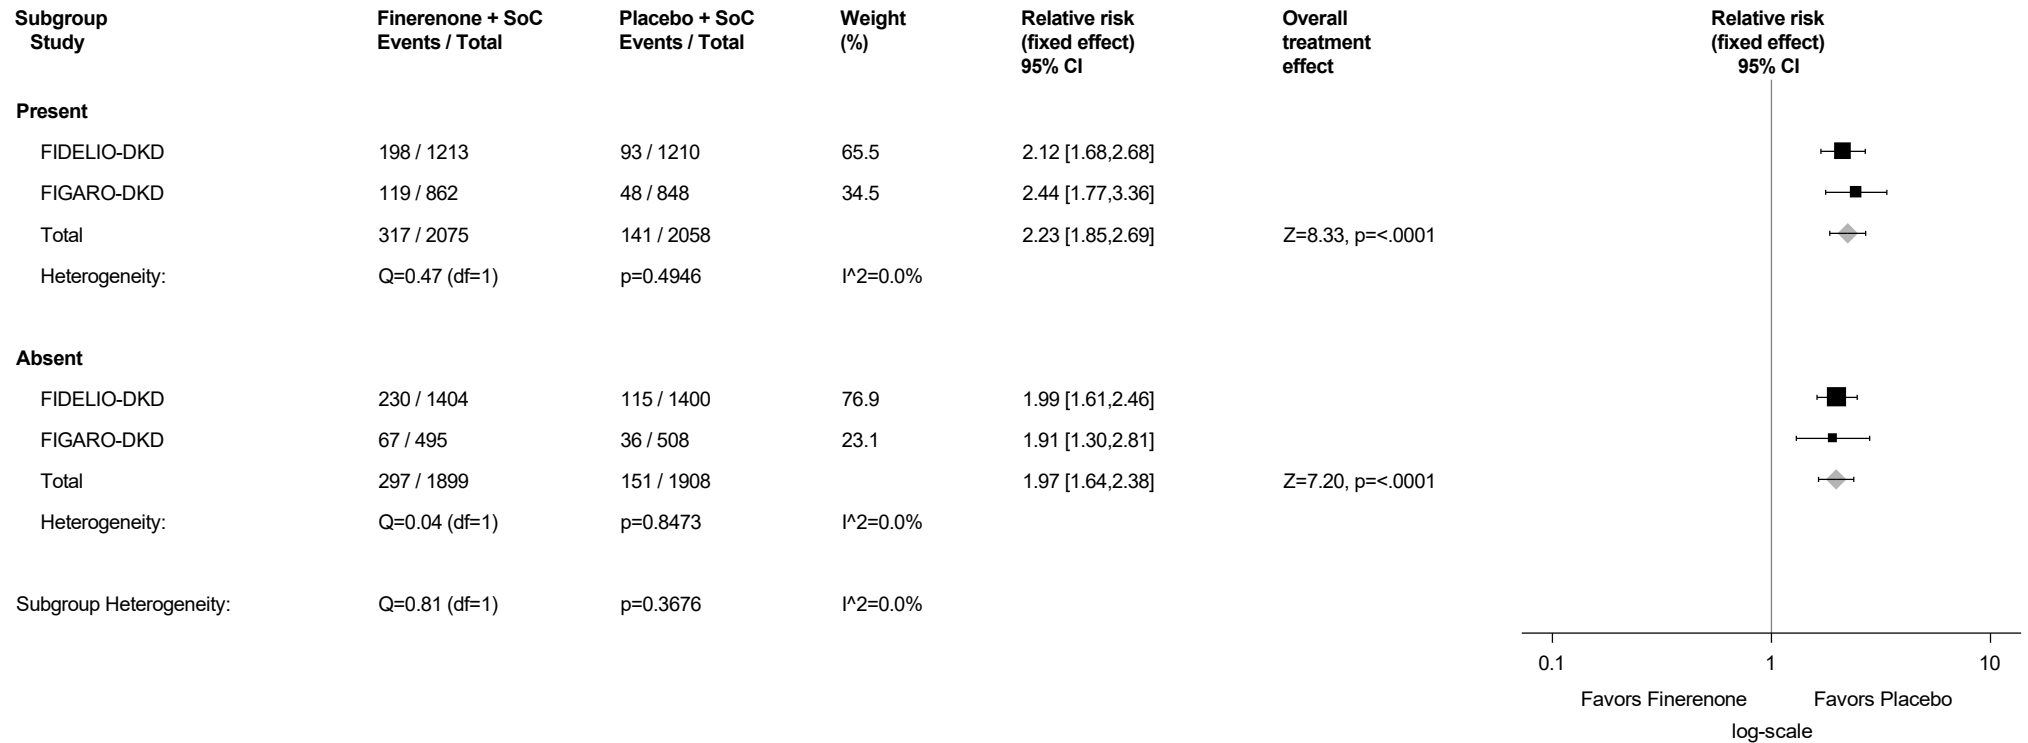 Subgroup Finerenone + SoC Placebo + SoC Weight Relative risk Overall Relative risk
Study Events / Total Events / Total (%) (fixed effect) treatment (fixed effect)
95% CI effect 95% CI
Present
FIDELIO-DKD 198 / 1213 93 / 1210 65.5 2.12 [1.68,2.68]
FIGARO-DKD 119 / 862 48 / 848 34.5 2.44 [1.77,3.36]
Total 317 / 2075 141 / 2058 2.23 [1.85,2.69] Z=8.33, p=<.0001
Heterogeneity: Q=0.47 (df=1) p=0.4946 I^2=0.0%
Absent
FIDELIO-DKD 230 / 1404 115 / 1400 76.9 1.99 [1.61,2.46]
FIGARO-DKD 67 / 495 36 / 508 23.1 1.91 [1.30,2.81]
Total 297 / 1899 151 / 1908 1.97 [1.64,2.38] Z=7.20, p=<.0001
Heterogeneity: Q=0.04 (df=1) p=0.8473 I^2=0.0%
Subgroup Heterogeneity: Q=0.81 (df=1) p=0.3676 I^2=0.0%
0.1 1 10
Favors Finerenone Favors Placebo
log-scale